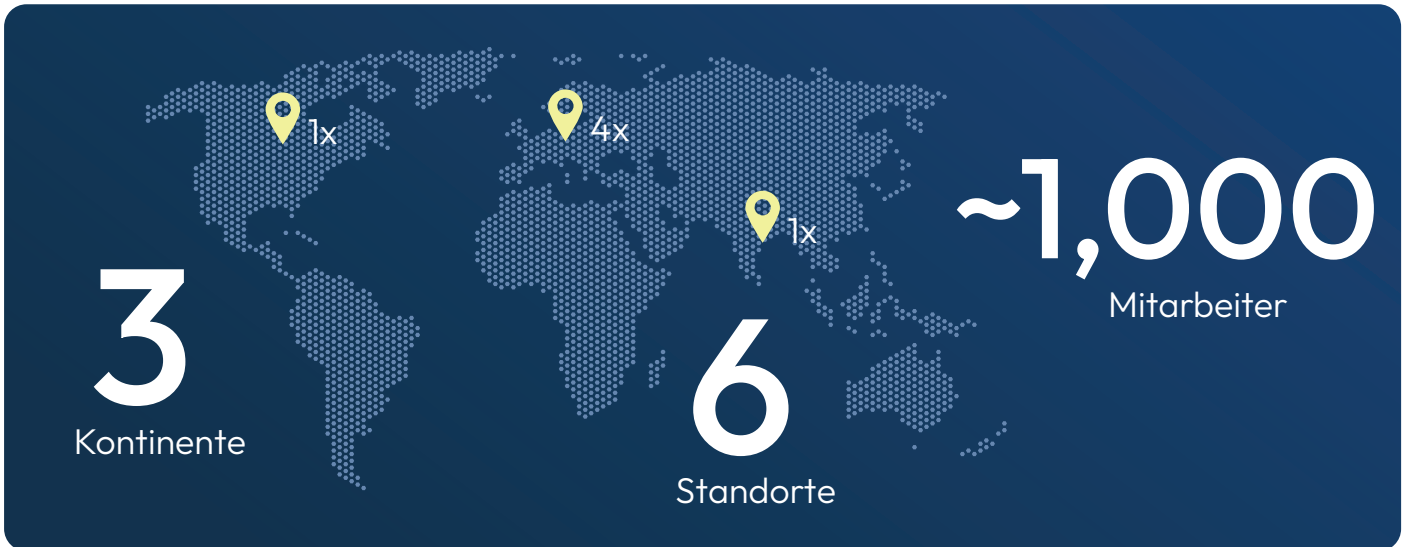 1x
4x
1x
3
Kontinente
6
Standorte
~1,000
Mitarbeiter